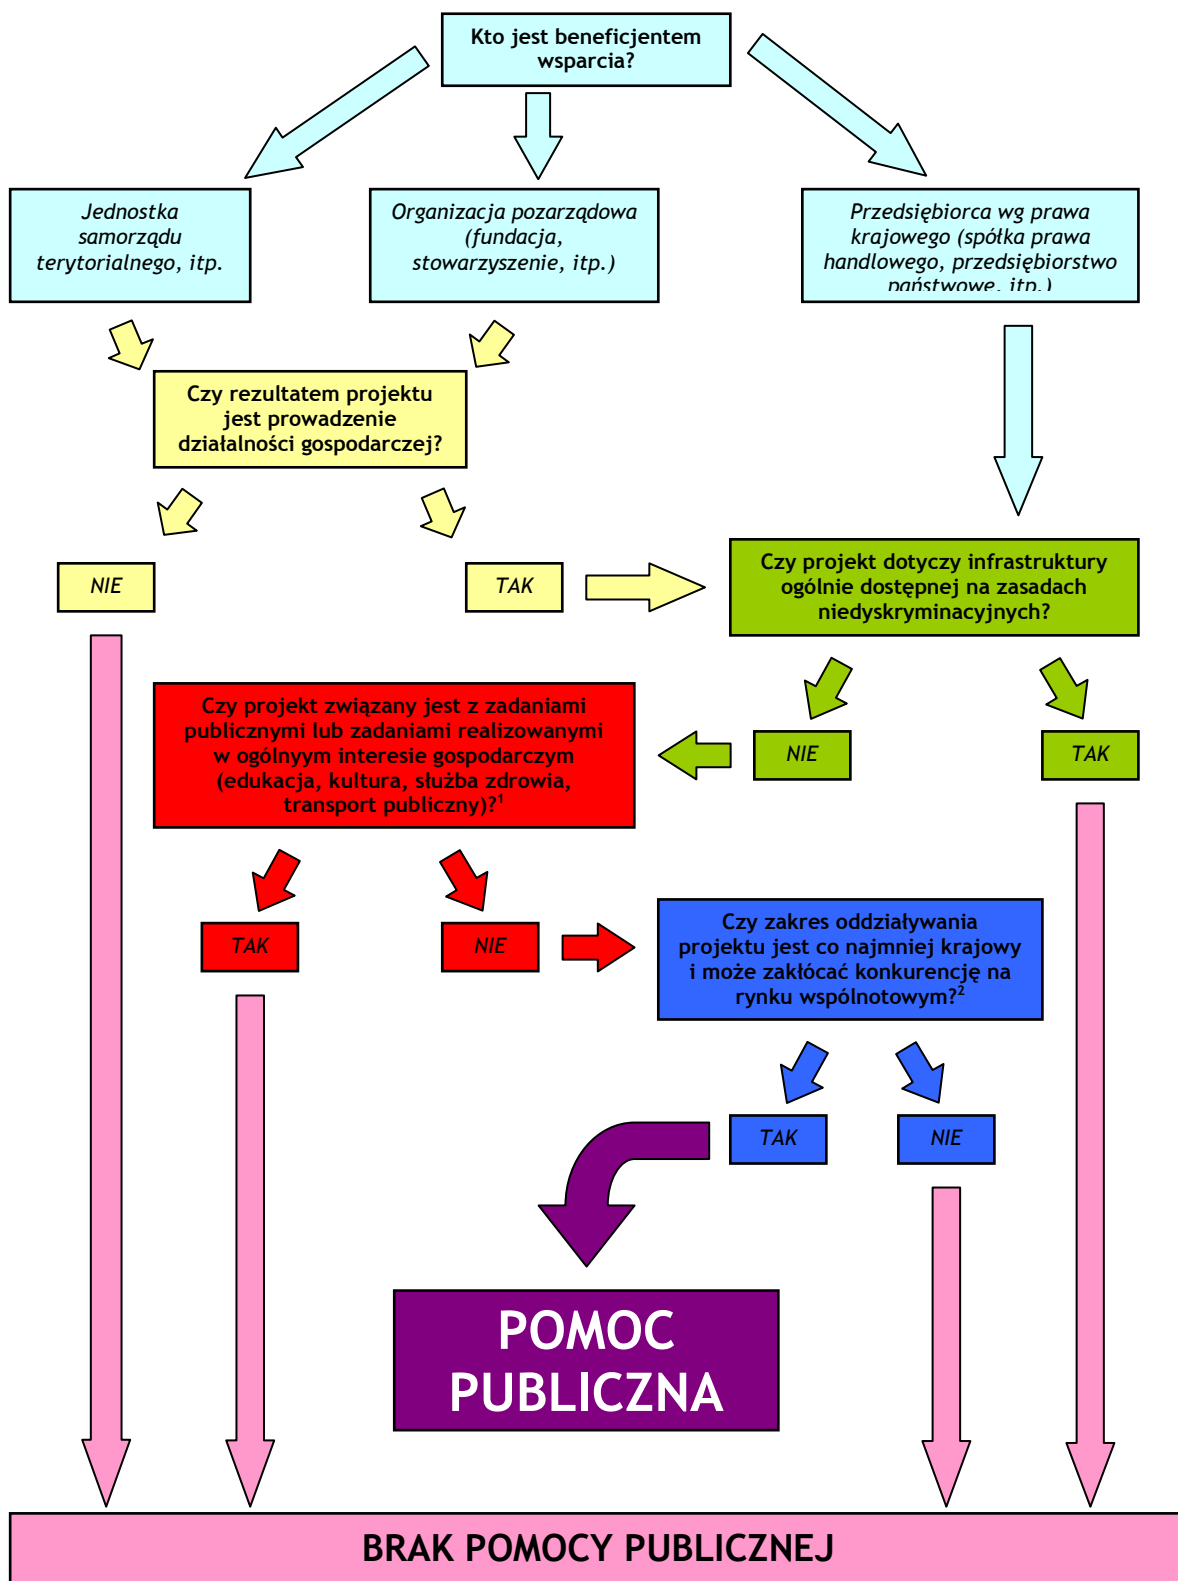 Kto jest beneficjentem
wsparcia?
Jednostka
samorządu
terytorialnego, itp.
Organizacja pozarządowa
(fundacja,
stowarzyszenie, itp.)
Przedsiębiorca wg prawa
krajowego (spółka prawa
handlowego, przedsiębiorstwo
państwowe, itp.)
Czy rezultatem projektu
jest prowadzenie
działalności gospodarczej?
NIE
TAK
Czy projekt dotyczy infrastruktury
ogólnie dostępnej na zasadach
niedyskryminacyjnych?
Czy projekt związany jest z zadaniami
publicznymi lub zadaniami realizowanymi
w ogólnyym interesie gospodarczym
(edukacja, kultura, służba zdrowia,
transport publiczny)?¹
NIE
TAK
TAK
NIE
Czy zakres oddziaływania
projektu jest co najmniej krajowy
i może zakłócać konkurencję na
rynku wspólnotowym?²
TAK
NIE
POMOC
PUBLICZNA
BRAK POMOCY PUBLICZNEJ